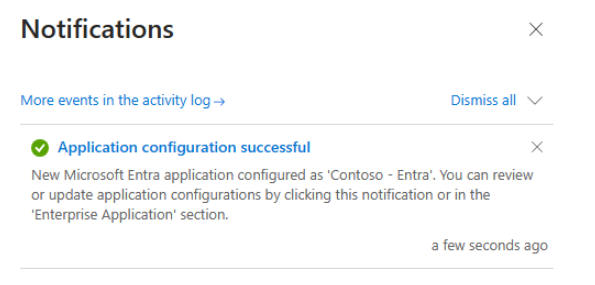 Notifications
More events in the activity log →
Dismiss all
Application configuration successful
New Microsoft Entra application configured as 'Contoso - Entra'. You can review
or update application configurations by clicking this notification or in the
'Enterprise Application' section.
a few seconds ago